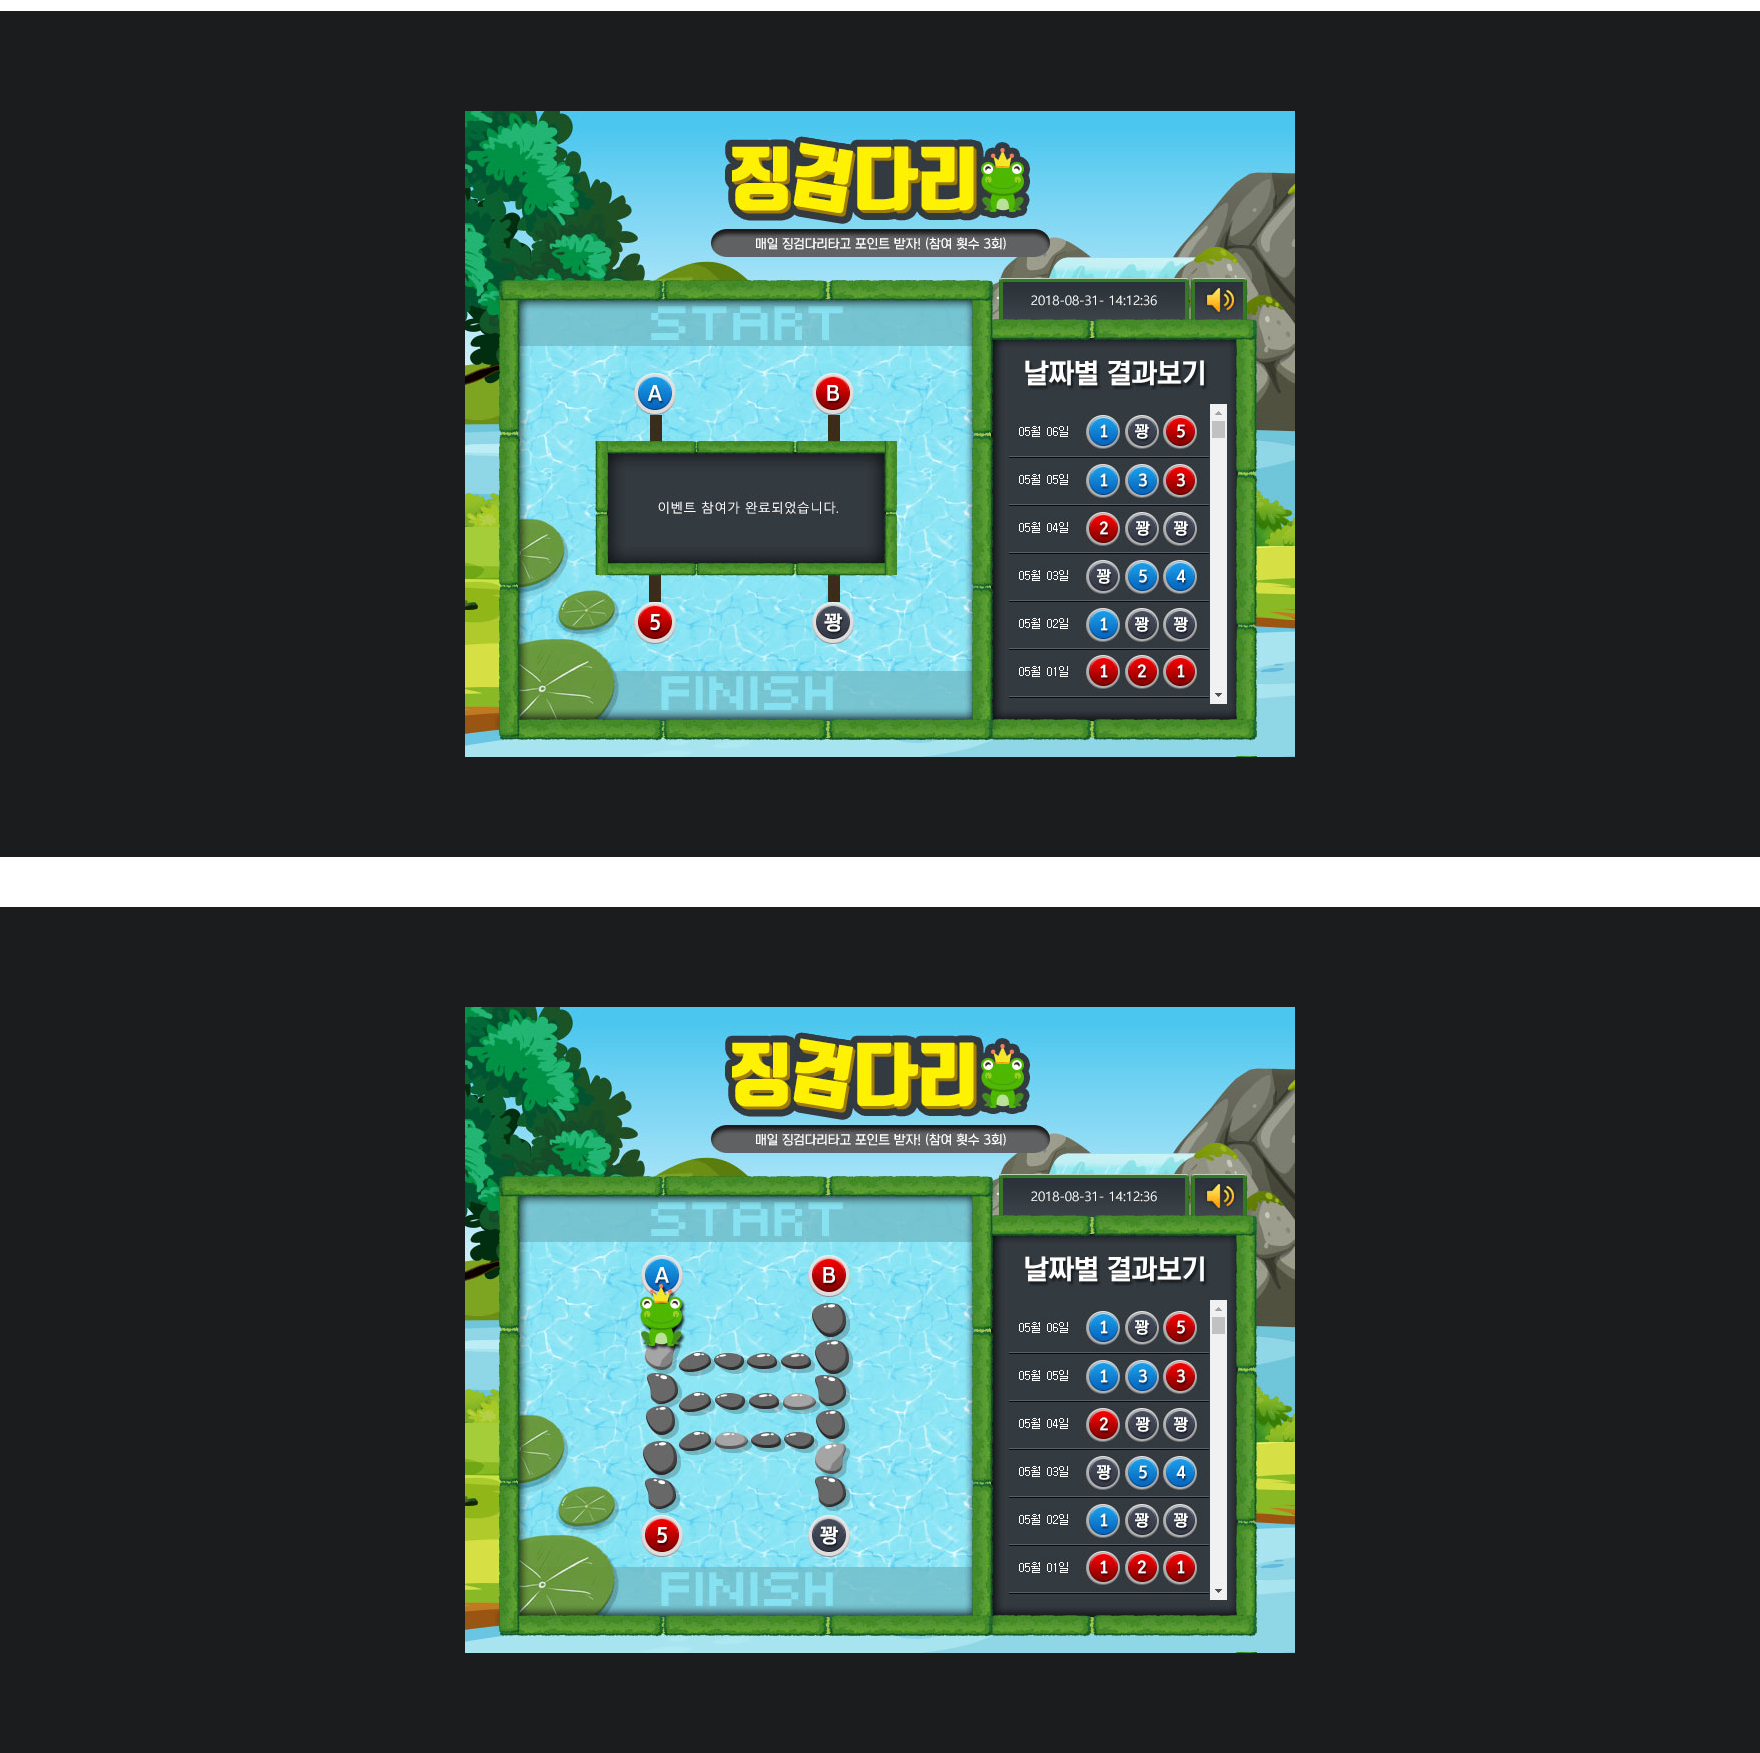 징검다리
매일 징검다리타고 포인트 받자! (참여 횟수 3회)
2018-08-31- 14:12:36
START
날짜별 결과보기
A B
05월 06일 1 꽝 5
05월 05일 1 3 3
이벤트 참여가 완료되었습니다.
05월 04일 2 꽝 꽝
05월 03일 꽝 5 4
5 꽝
05월 02일 1 꽝 꽝
05월 01일 1 2 1
FINISH
징검다리
매일 징검다리타고 포인트 받자! (참여 횟수 3회)
2018-08-31- 14:12:36
START
날짜별 결과보기
A B
05월 06일 1 꽝 5
05월 05일 1 3 3
05월 04일 2 꽝 꽝
05월 03일 꽝 5 4
05월 02일 1 꽝 꽝
5 꽝
05월 01일 1 2 1
FINISH